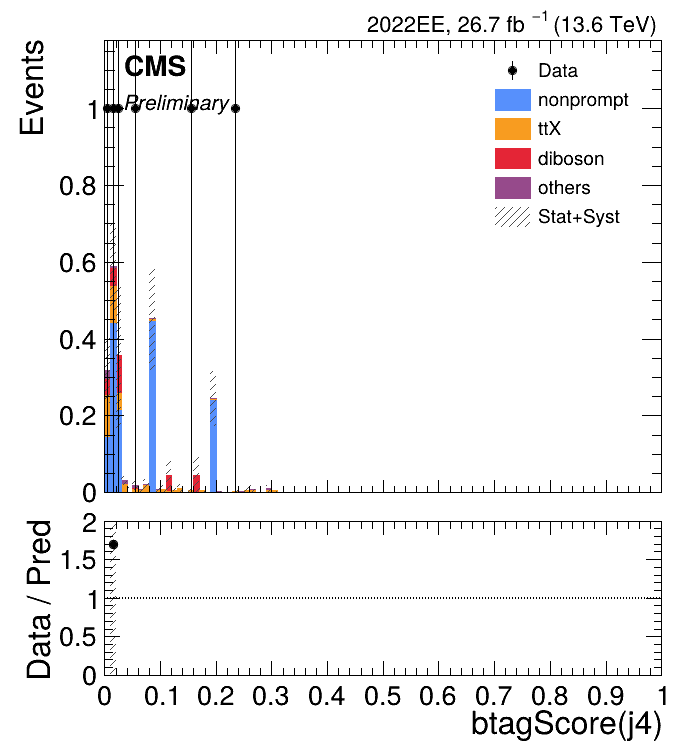 2022EE, 26.7 fb⁻¹ (13.6 TeV)
CMS
Preliminary
Events
1
0.8
0.6
0.4
0.2
0
Data
nonprompt
ttX
diboson
others
Stat+Syst
Data / Pred
2
1.5
1
0.5
0
0 0.1 0.2 0.3 0.4 0.5 0.6 0.7 0.8 0.9 1
btagScore(j4)